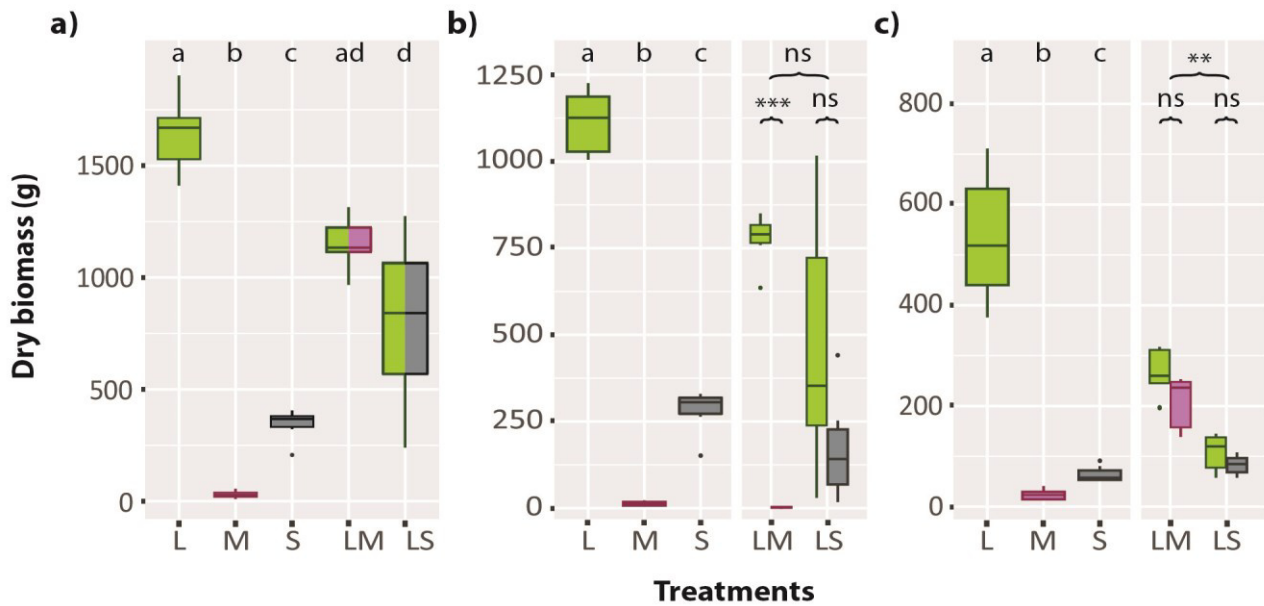 a)
a b c ad d
1500
1000
500
0
L M S LM LS
b)
a b c ns
*** ns
1250
1000
750
500
250
0
L M S LM LS
c)
a b c **
ns ns
800
600
400
200
0
L M S LM LS
Dry biomass (g)
Treatments